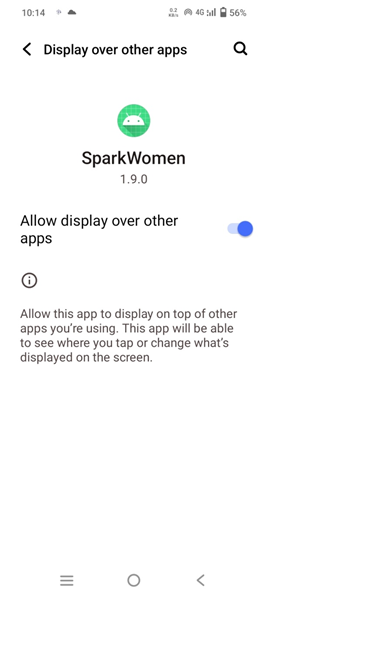 10:14 0.2 KB/s 4G 56%
Display over other apps
SparkWomen
1.9.0
Allow display over other
apps
Allow this app to display on top of other
apps you’re using. This app will be able
to see where you tap or change what’s
displayed on the screen.